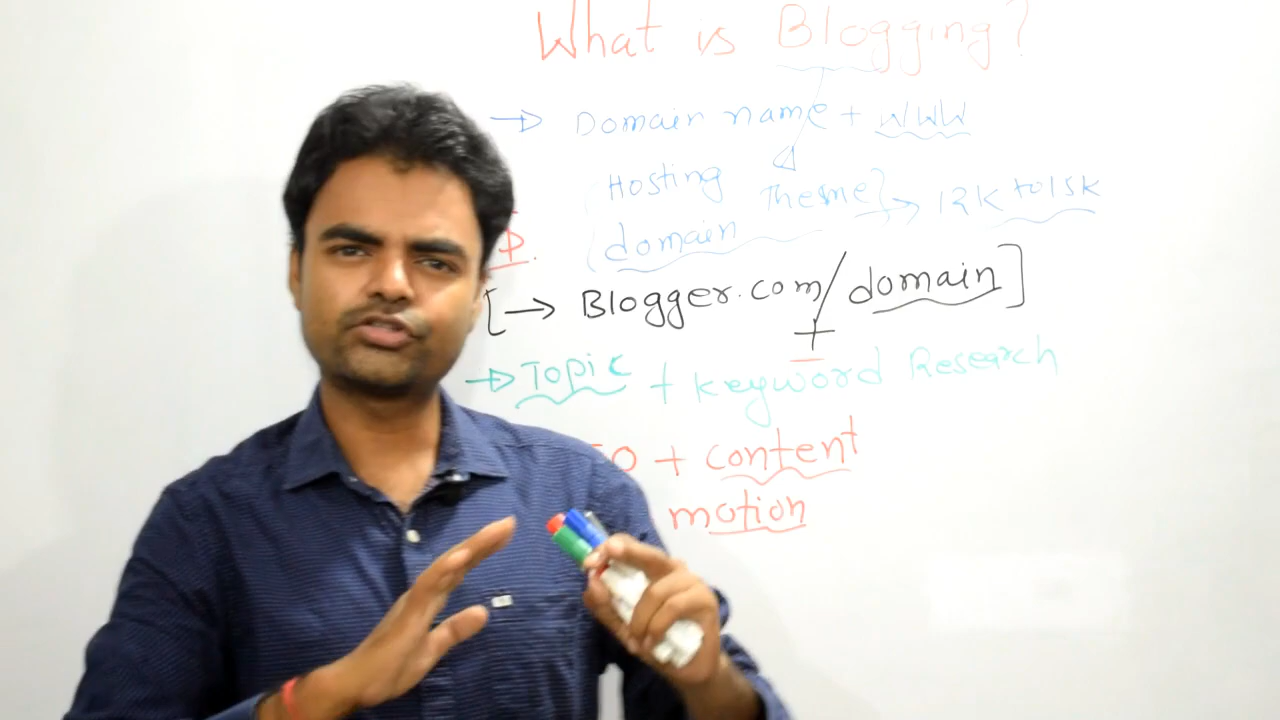 What is Blogging?
→ Domain name + WWW
Hosting Theme → 12K to 15K
domain
P.
[→ Blogger.com/domain]
+
→ Topic + Keyword Research
EO + content
motion